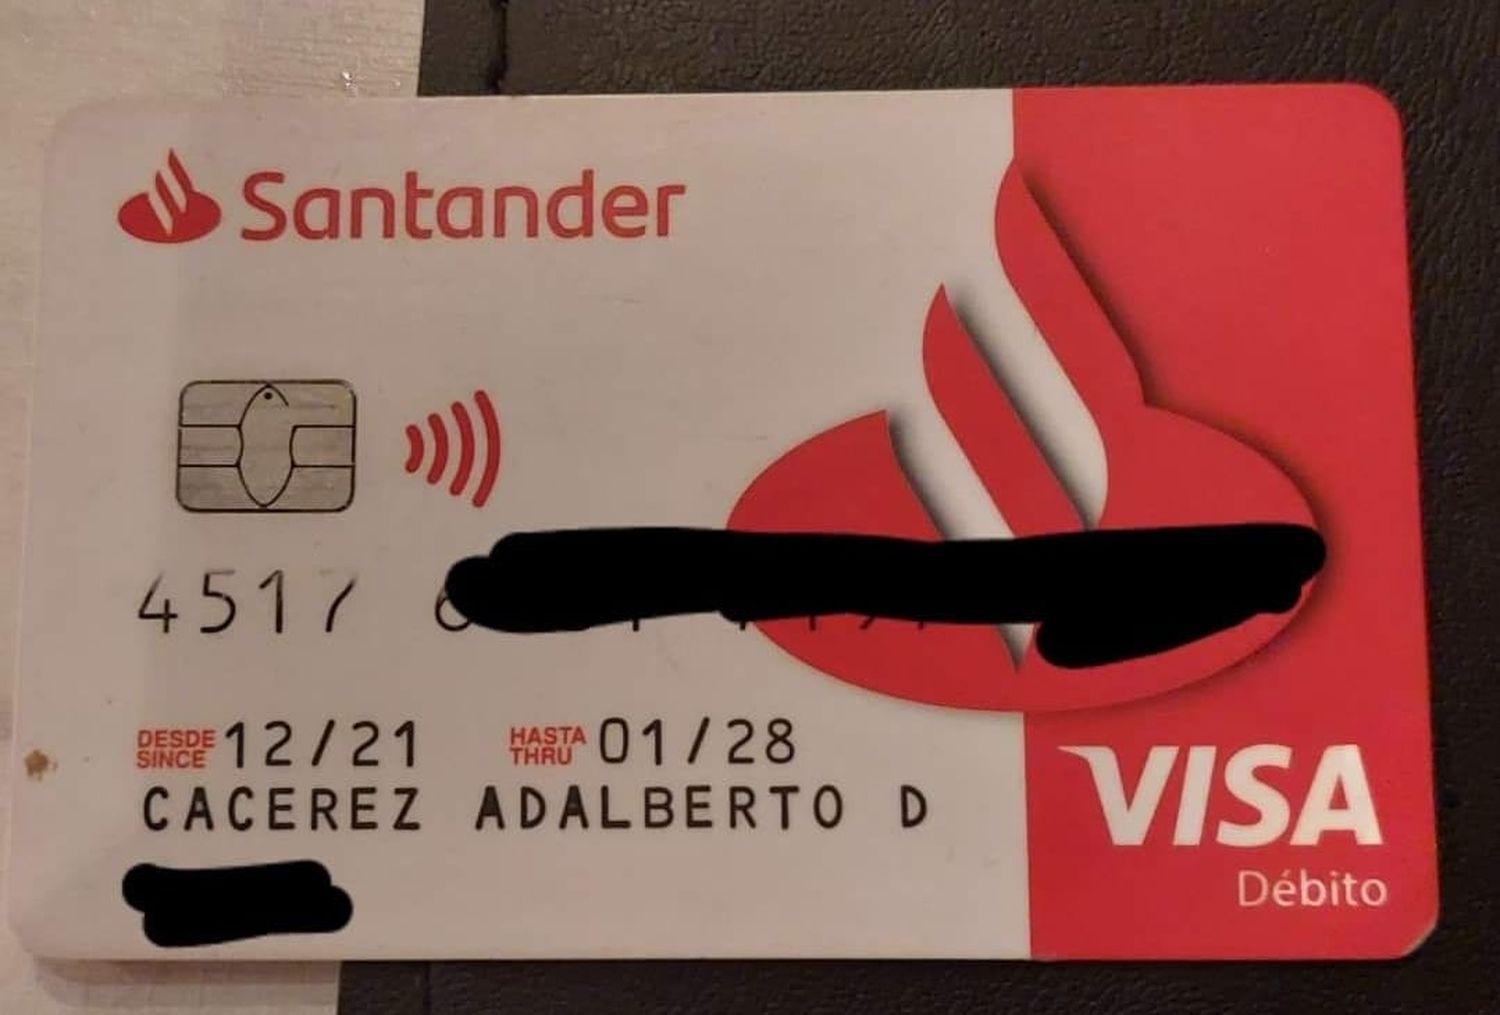 Santander
4517
DESDE SINCE 12/21 HASTA THRU 01/28
CACEREZ ADALBERTO D
VISA
Débito